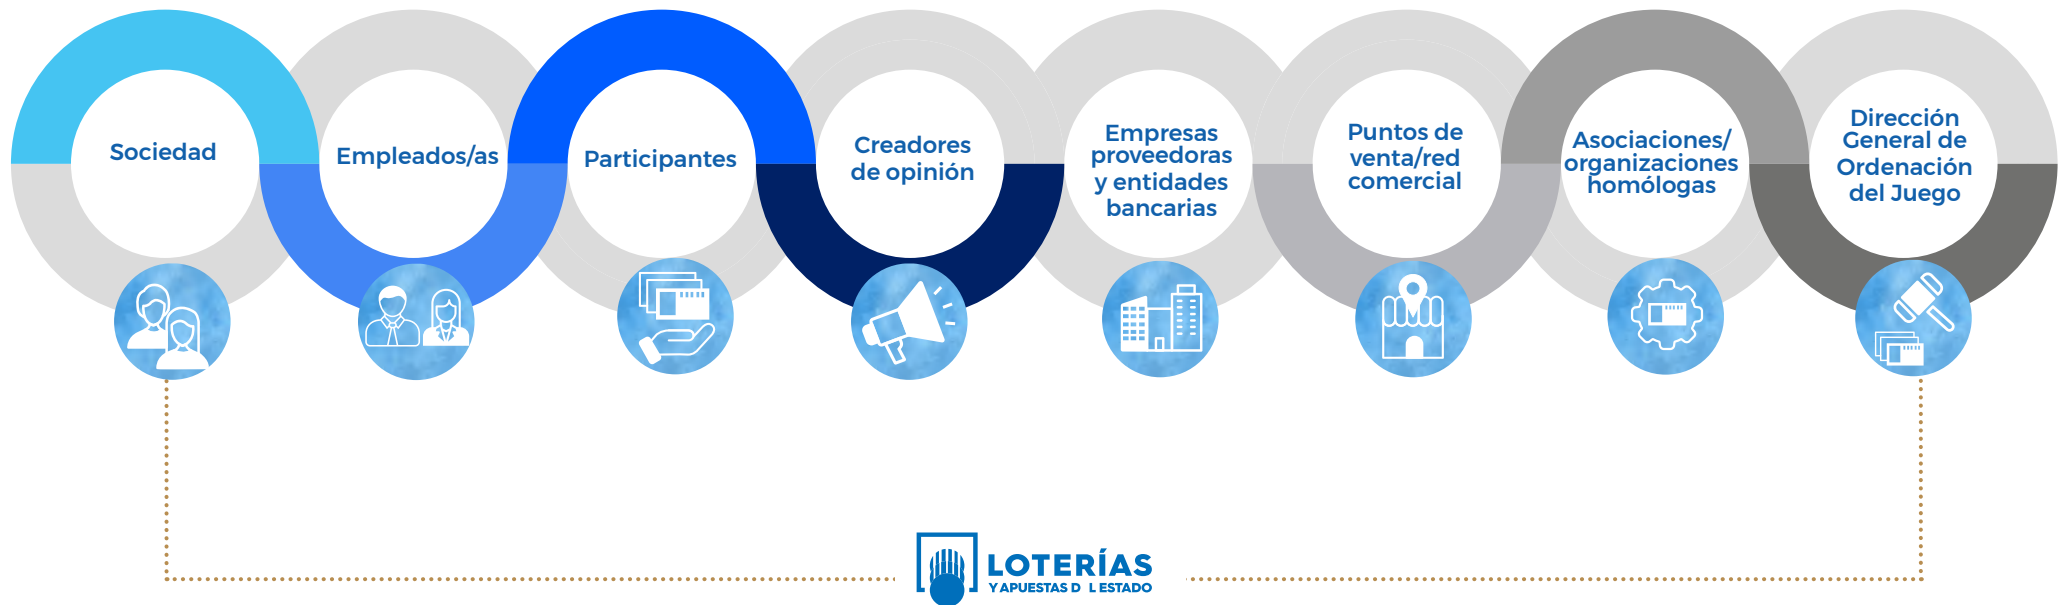 Sociedad
Empleados/as
Participantes
Creadores
de opinión
Empresas
proveedoras
y entidades
bancarias
Puntos de
venta/red
comercial
Asociaciones/
organizaciones
homólogas
Dirección
General de
Ordenación
del Juego
LOTERÍAS
Y APUESTAS D L ESTADO